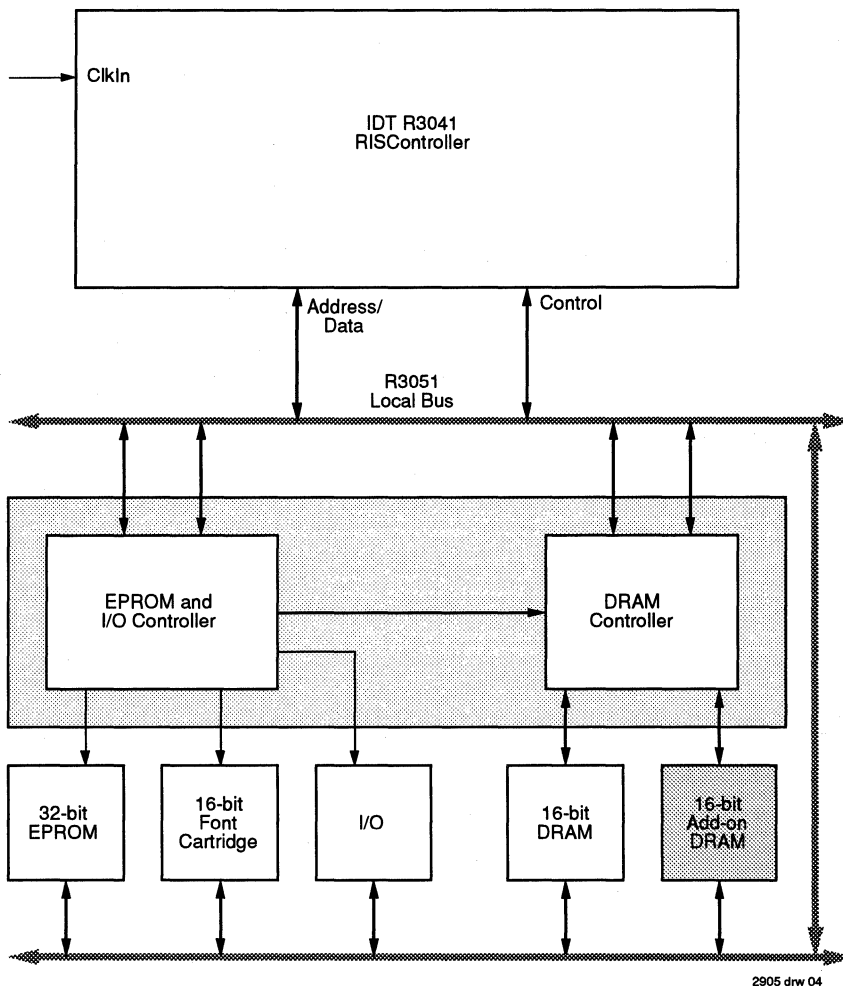 ClkIn
IDT R3041
RISController
Address/
Data
Control
R3051
Local Bus
EPROM and
I/O Controller
DRAM
Controller
32-bit
EPROM
16-bit
Font
Cartridge
I/O
16-bit
DRAM
16-bit
Add-on
DRAM
2905 drw 04